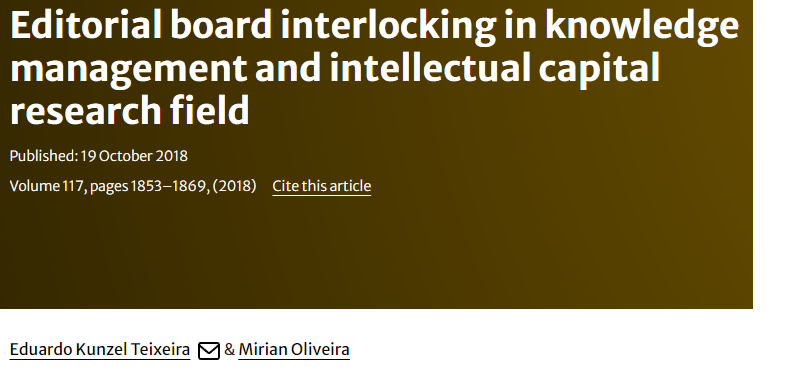 Editorial board interlocking in knowledge
management and intellectual capital
research field
Published: 19 October 2018
Volume 117, pages 1853–1869, (2018) Cite this article
Eduardo Kunzel Teixeira & Mirian Oliveira